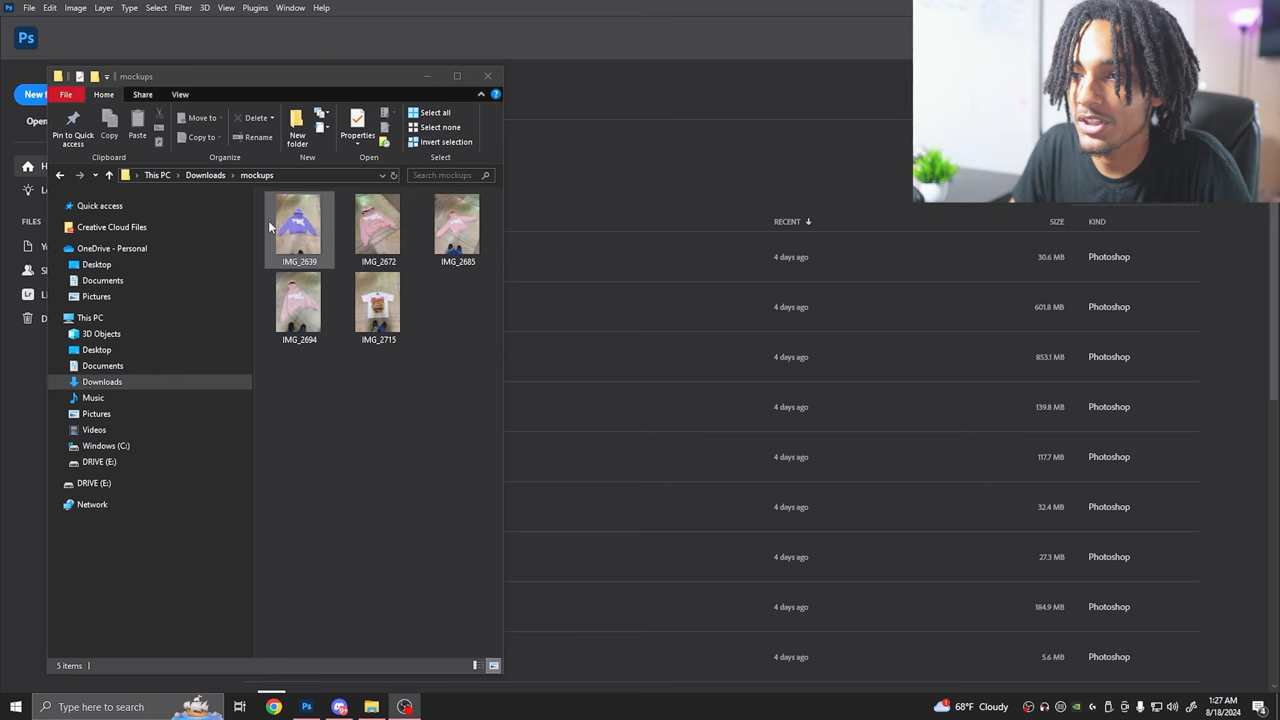 File Edit Image Layer Type Select Filter 3D View Plugins Window Help
Ps
mockups
New f
Open
File Home Share View
Pin to Quick access
Copy
Paste
Move to
Copy to
Delete
Rename
New folder
Properties
Select all
Select none
Invert selection
Clipboard Organize New Open Select
This PC Downloads mockups
Search mockups
H
L
FILES
Y
S
Lr L
D
Quick access
Creative Cloud Files
OneDrive - Personal
Desktop
Documents
Pictures
This PC
3D Objects
Desktop
Documents
Downloads
Music
Pictures
Videos
Windows (C:)
DRIVE (E:)
DRIVE (E:)
Network
IMG_2639 IMG_2672 IMG_2685
IMG_2694 IMG_2715
5 items
RECENT SIZE KIND
4 days ago 30.6 MB Photoshop
4 days ago 601.8 MB Photoshop
4 days ago 853.1 MB Photoshop
4 days ago 139.8 MB Photoshop
4 days ago 117.7 MB Photoshop
4 days ago 32.4 MB Photoshop
4 days ago 27.3 MB Photoshop
4 days ago 184.9 MB Photoshop
4 days ago 5.6 MB Photoshop
Type here to search
Ps
68°F Cloudy
1:27 AM
8/18/2024
4